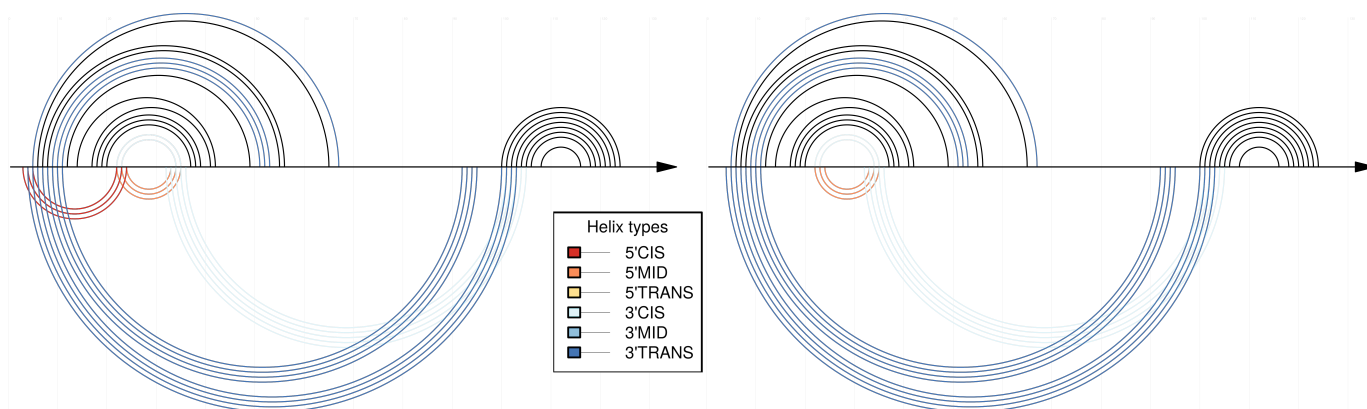 Helix types
5'CIS
5'MID
5'TRANS
3'CIS
3'MID
3'TRANS